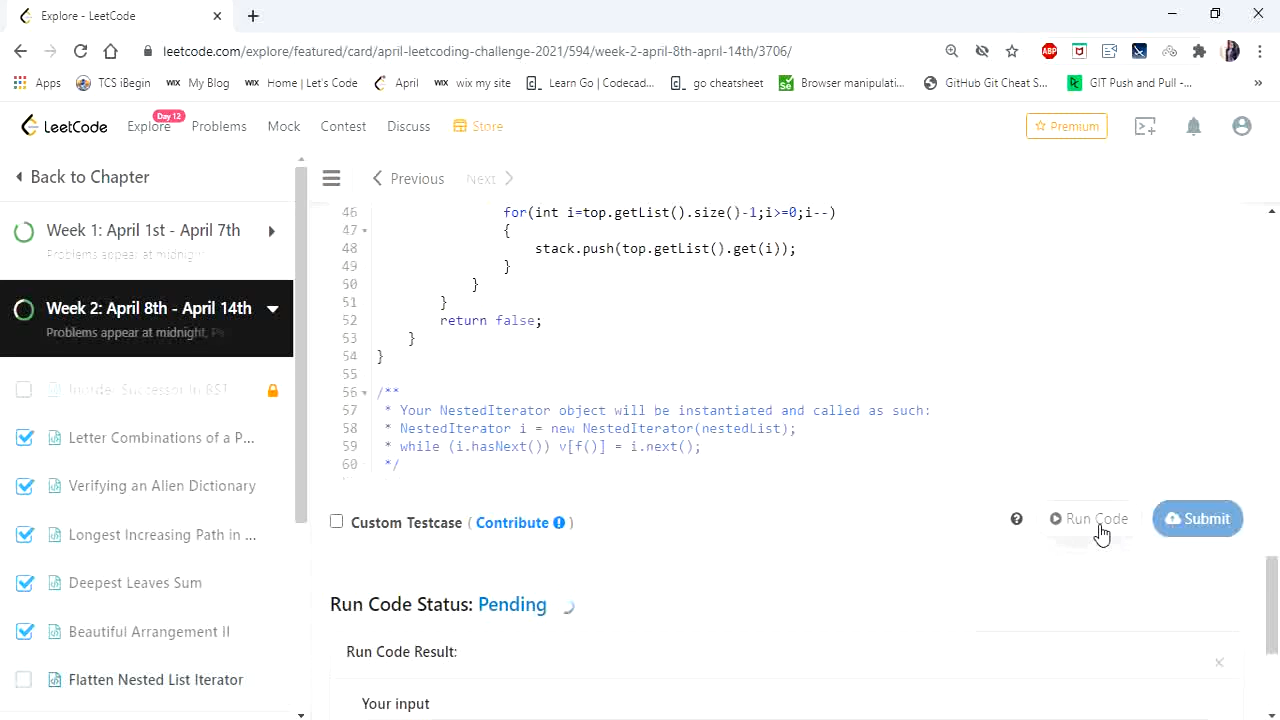 Explore - LeetCode
leetcode.com/explore/featured/card/april-leetcoding-challenge-2021/594/week-2-april-8th-april-14th/3706/
ABP
Apps TCS iBegin WiX My Blog WiX Home | Let's Code April WiX wix my site Learn Go | Codecad... go cheatsheet Browser manipulati... GitHub Git Cheat S... GIT Push and Pull -... »
LeetCode Explore Day 12 Problems Mock Contest Discuss Store Premium
Back to Chapter
Previous Next
Week 1: April 1st - April 7th
Problems appear at midnight
Week 2: April 8th - April 14th
Problems appear at midnight,
Inorder Successor in BST
Letter Combinations of a P...
Verifying an Alien Dictionary
Longest Increasing Path in ...
Deepest Leaves Sum
Beautiful Arrangement II
Flatten Nested List Iterator
46 for(int i=top.getList().size()-1;i>=0;i--)
47 {
48 stack.push(top.getList().get(i));
49 }
50 }
51 }
52 return false;
53 }
54 }
55
56 /**
57 * Your NestedIterator object will be instantiated and called as such:
58 * NestedIterator i = new NestedIterator(nestedList);
59 * while (i.hasNext()) v[f()] = i.next();
60 */
Custom Testcase ( Contribute )
Run Code Submit
Run Code Status: Pending
Run Code Result:
Your input